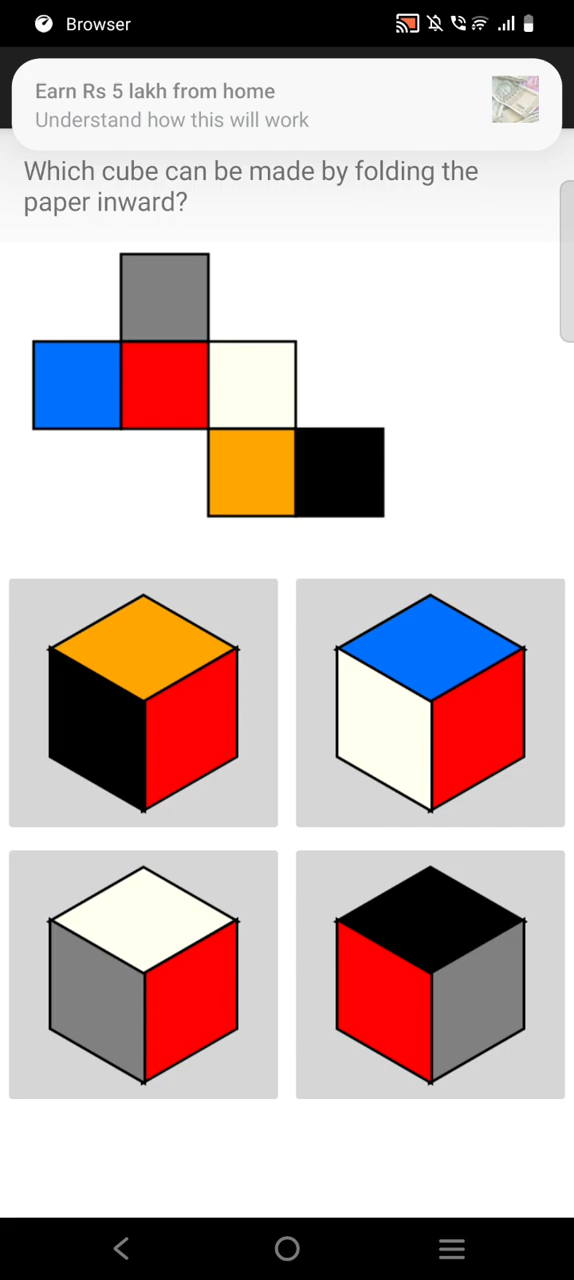 Browser
Earn Rs 5 lakh from home
Understand how this will work
Which cube can be made by folding the
paper inward?